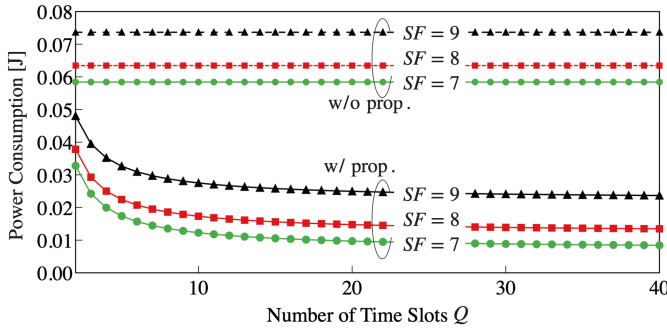 0.08
0.07
0.06
0.05
0.04
0.03
0.02
0.01
0.00
Power Consumption [J]
SF = 9
SF = 8
SF = 7
w/o prop.
w/ prop.
SF = 9
SF = 8
SF = 7
10 20 30 40
Number of Time Slots Q